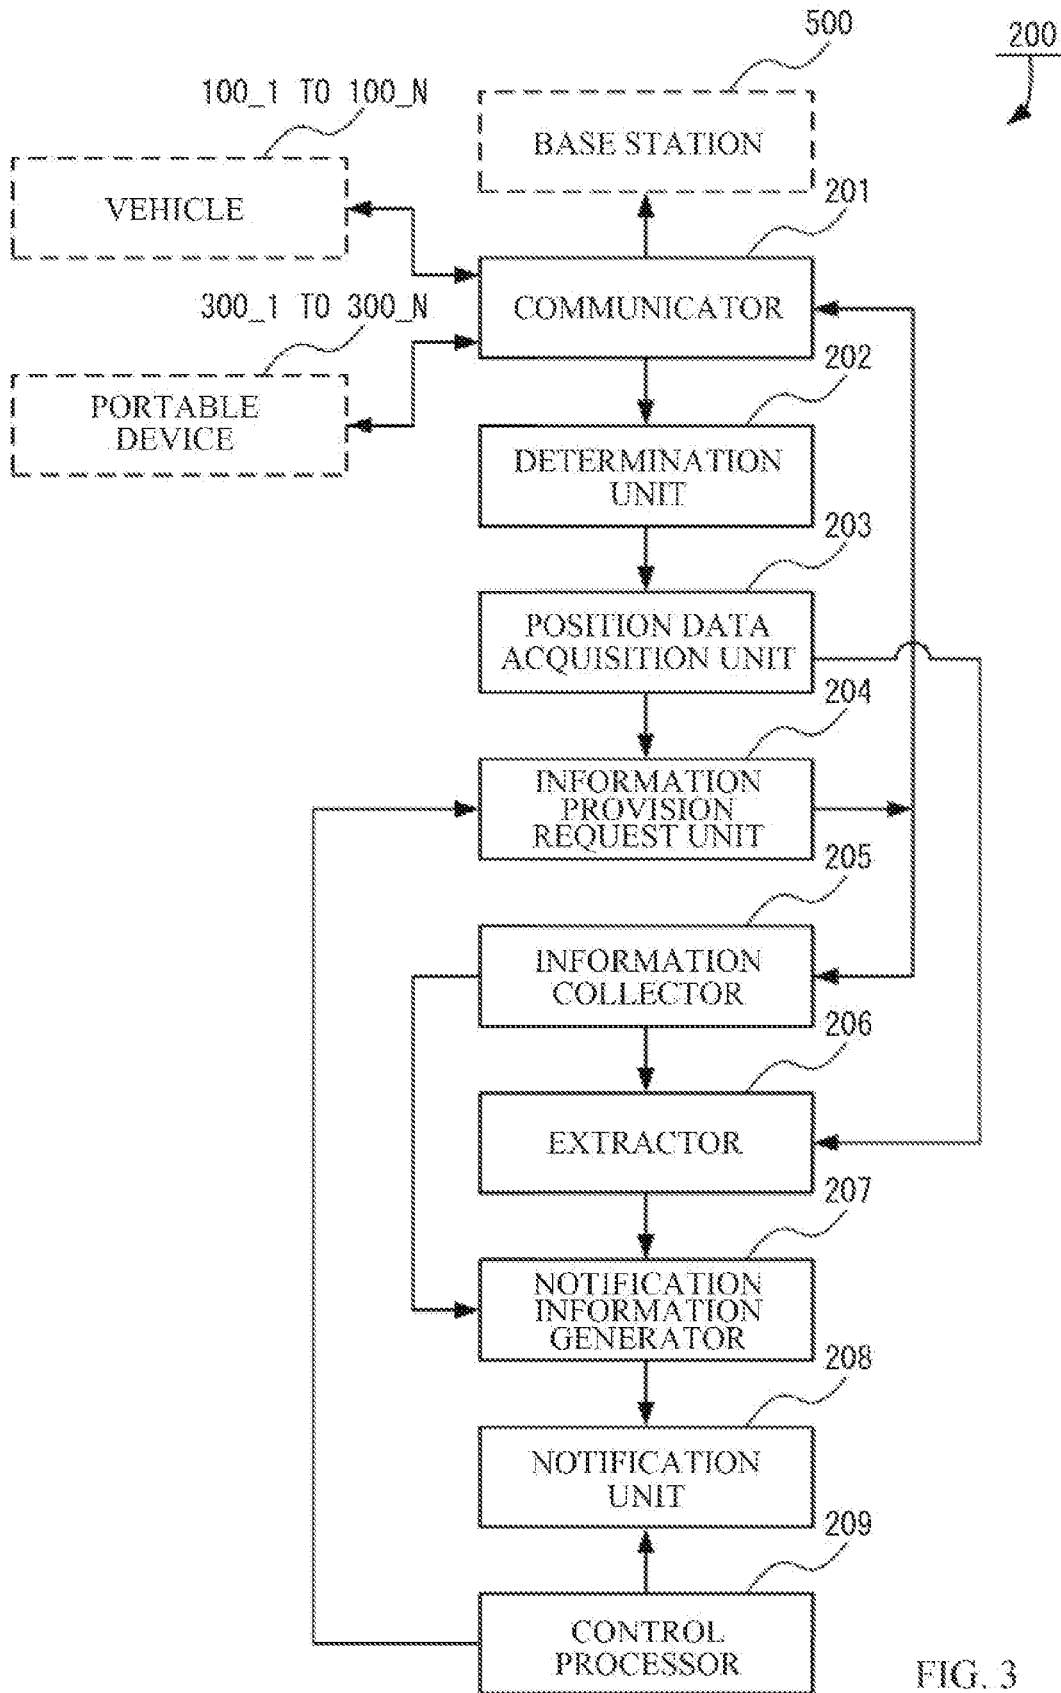 500
200
100_1 TO 100_N
BASE STATION
VEHICLE
201
COMMUNICATOR
300_1 TO 300_N
202
PORTABLE
DEVICE
DETERMINATION
UNIT
203
POSITION DATA
ACQUISITION UNIT
204
INFORMATION
PROVISION
REQUEST UNIT
205
INFORMATION
COLLECTOR
206
EXTRACTOR
207
NOTIFICATION
INFORMATION
GENERATOR
208
NOTIFICATION
UNIT
209
CONTROL
PROCESSOR
FIG. 3